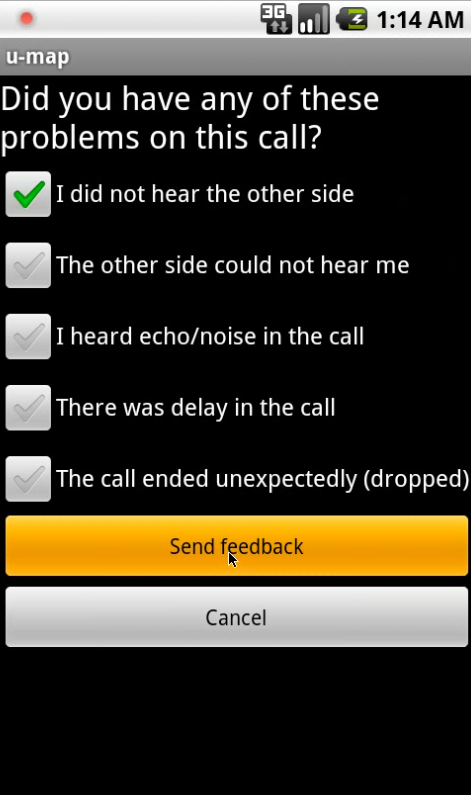 3G 1:14 AM
u-map
Did you have any of these
problems on this call?
I did not hear the other side
The other side could not hear me
I heard echo/noise in the call
There was delay in the call
The call ended unexpectedly (dropped)
Send feedback
Cancel